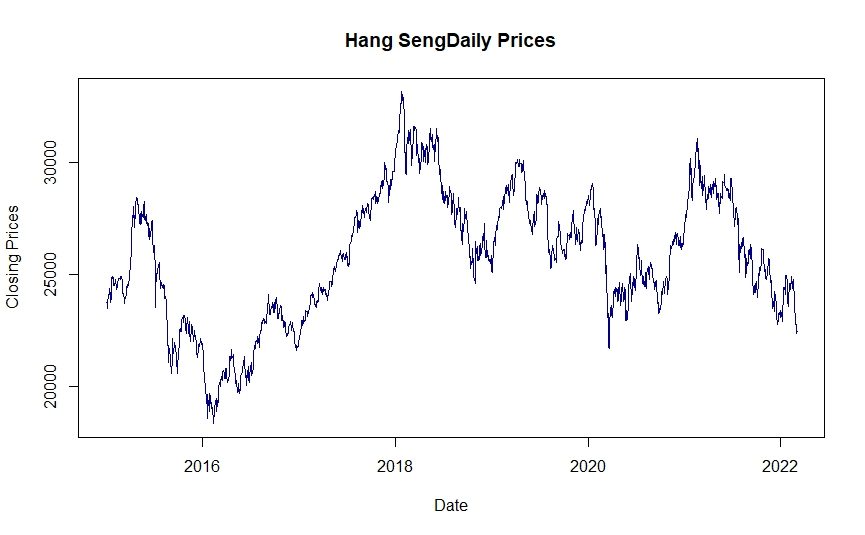 Hang SengDaily Prices
Closing Prices
30000
25000
20000
2016 2018 2020 2022
Date